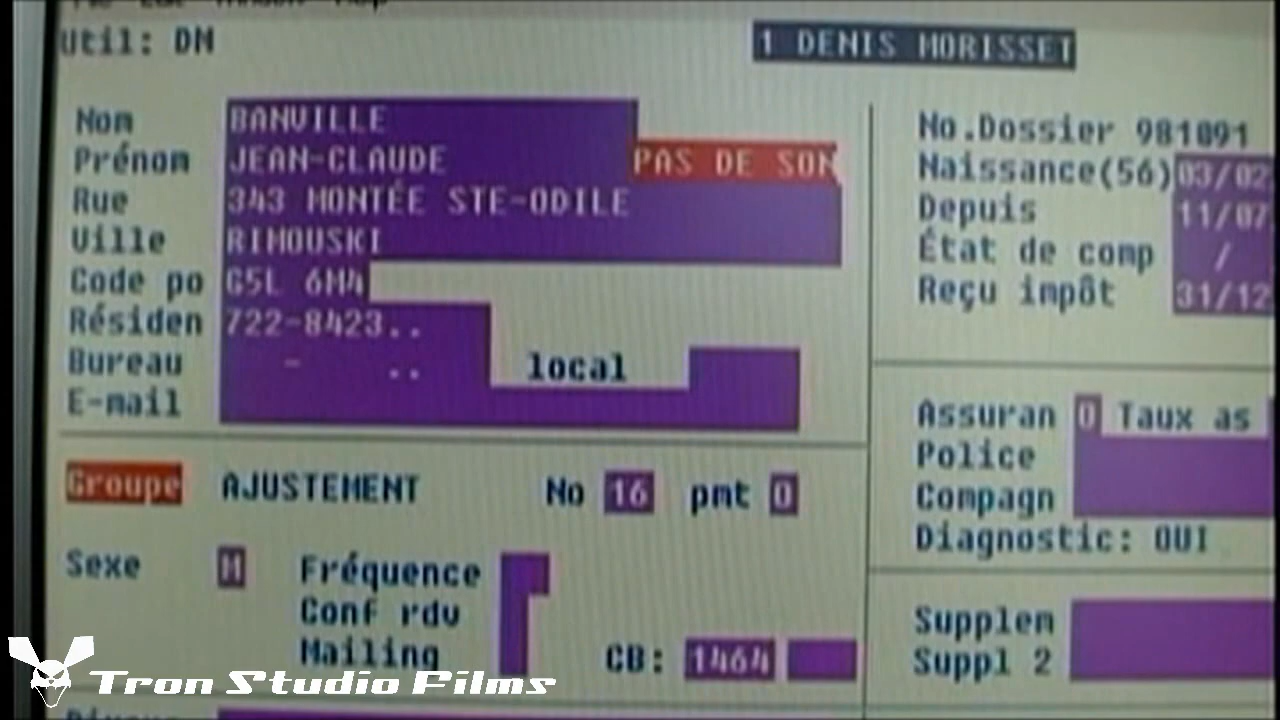 Util: DM
1 DENIS MORISSET
Nom BANVILLE
Prénom JEAN-CLAUDE PAS DE SON
Rue 343 MONTÉE STE-ODILE
Ville RIMOUSKI
Code po G5L 6M4
Résiden 722-8423..
Bureau - .. local
E-mail
No.Dossier 981091
Naissance(56) 03/02
Depuis 11/07
État de comp /
Reçu impôt 31/12
Groupe AJUSTEMENT No 16 pmt 0
Sexe M Fréquence
Conf rdv
Mailing CB: 1464
Assuran 0 Taux as
Police
Compagn
Diagnostic: OUI
Supplem
Suppl 2
Tron Studio Films